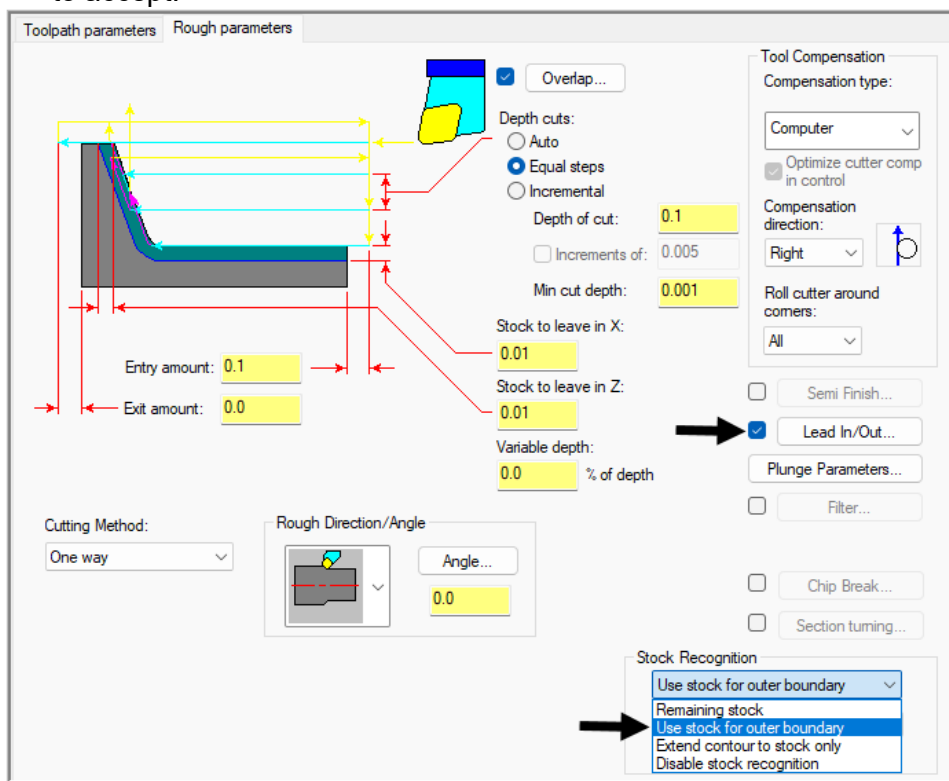 to accept.
Toolpath parameters Rough parameters
Overlap...
Depth cuts:
Auto
Equal steps
Incremental
Depth of cut: 0.1
Increments of: 0.005
Min cut depth: 0.001
Stock to leave in X:
0.01
Stock to leave in Z:
0.01
Variable depth:
0.0 % of depth
Entry amount: 0.1
Exit amount: 0.0
Tool Compensation
Compensation type:
Computer
Optimize cutter comp
in control
Compensation
direction:
Right
Roll cutter around
corners:
All
Semi Finish...
Lead In/Out...
Plunge Parameters...
Filter...
Cutting Method:
One way
Rough Direction/Angle
Angle...
0.0
Chip Break...
Section turning...
Stock Recognition
Use stock for outer boundary
Remaining stock
Use stock for outer boundary
Extend contour to stock only
Disable stock recognition